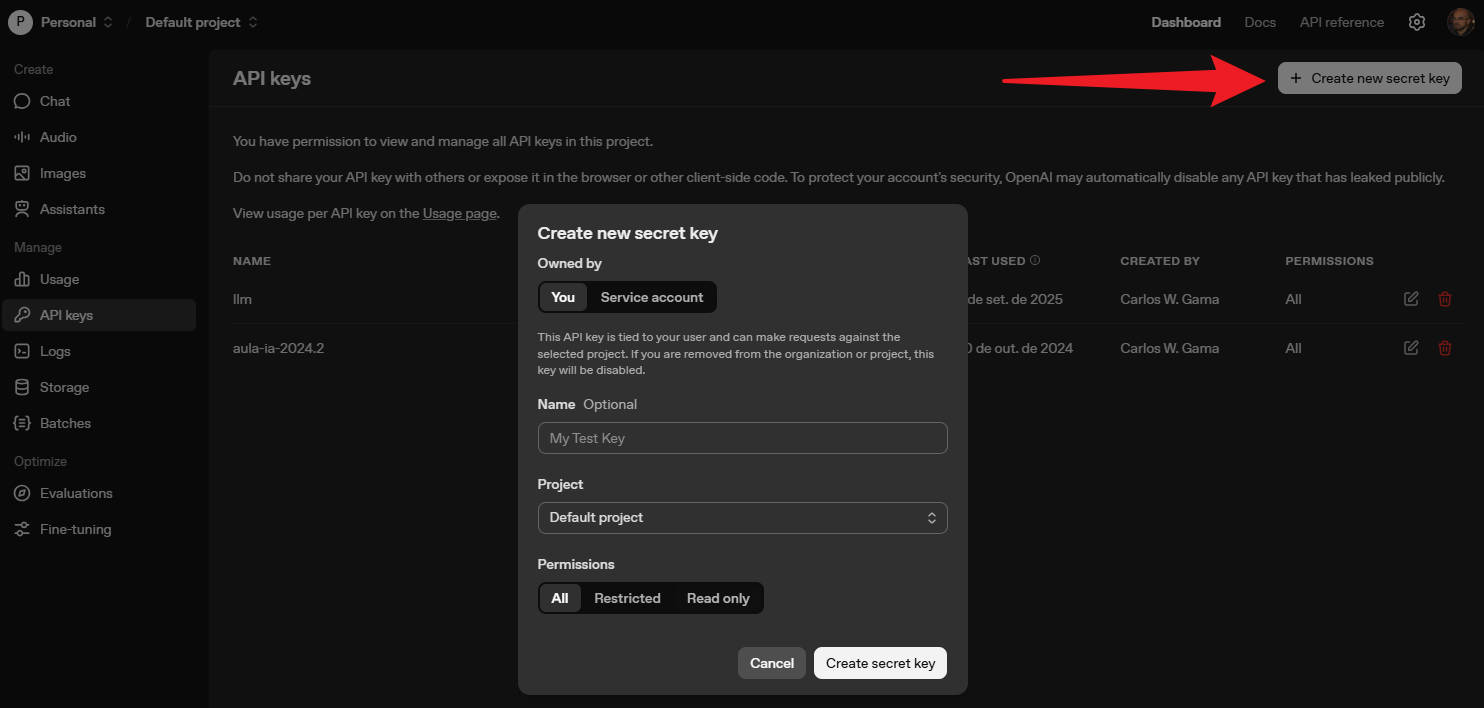 P Personal / Default project Dashboard Docs API reference
Create
Chat
Audio
Images
Assistants
Manage
Usage
API keys
Logs
Storage
Batches
Optimize
Evaluations
Fine-tuning
API keys
+ Create new secret key
You have permission to view and manage all API keys in this project.
Do not share your API key with others or expose it in the browser or other client-side code. To protect your account's security, OpenAI may automatically disable any API key that has leaked publicly.
View usage per API key on the Usage page.
NAME USED CREATED BY PERMISSIONS
llm de set. de 2025 Carlos W. Gama All
aula-ia-2024.2 de out. de 2024 Carlos W. Gama All
Create new secret key
Owned by
You Service account
This API key is tied to your user and can make requests against the
selected project. If you are removed from the organization or project, this
key will be disabled.
Name Optional
My Test Key
Project
Default project
Permissions
All Restricted Read only
Cancel Create secret key